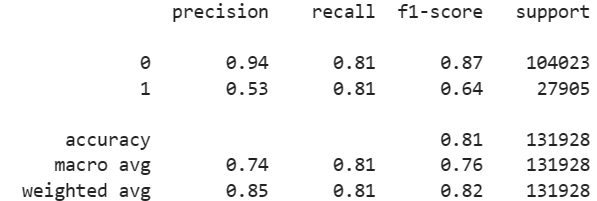 precision recall f1-score support
0 0.94 0.81 0.87 104023
1 0.53 0.81 0.64 27905
accuracy 0.81 131928
macro avg 0.74 0.81 0.76 131928
weighted avg 0.85 0.81 0.82 131928